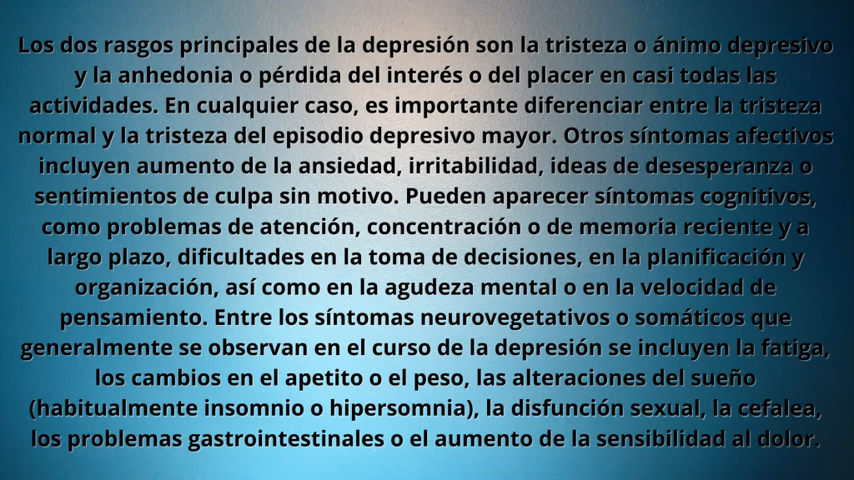 Los dos rasgos principales de la depresión son la tristeza o ánimo depresivo
y la anhedonia o pérdida del interés o del placer en casi todas las
actividades. En cualquier caso, es importante diferenciar entre la tristeza
normal y la tristeza del episodio depresivo mayor. Otros síntomas afectivos
incluyen aumento de la ansiedad, irritabilidad, ideas de desesperanza o
sentimientos de culpa sin motivo. Pueden aparecer síntomas cognitivos,
como problemas de atención, concentración o de memoria reciente y a
largo plazo, dificultades en la toma de decisiones, en la planificación y
organización, así como en la agudeza mental o en la velocidad de
pensamiento. Entre los síntomas neurovegetativos o somáticos que
generalmente se observan en el curso de la depresión se incluyen la fatiga,
los cambios en el apetito o el peso, las alteraciones del sueño
(habitualmente insomnio o hipersomnia), la disfunción sexual, la cefalea,
los problemas gastrointestinales o el aumento de la sensibilidad al dolor.